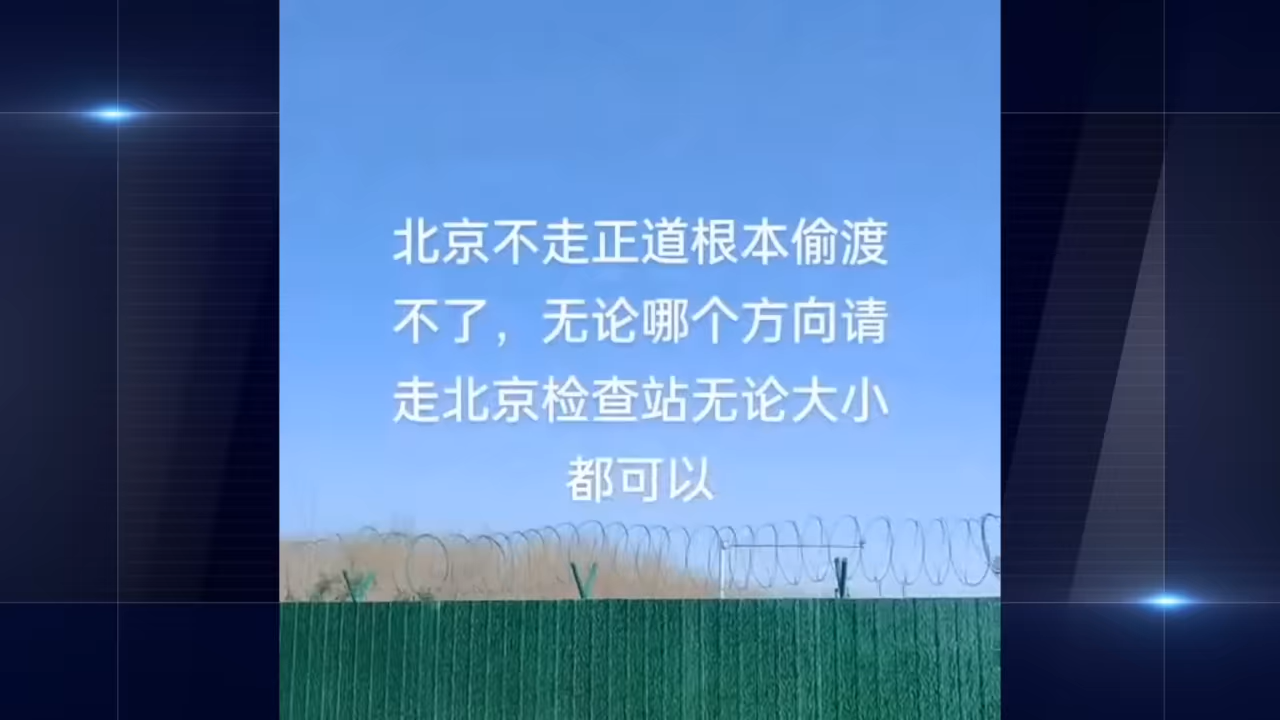 北京不走正道根本偷渡
不了，无论哪个方向请
走北京检查站无论大小
都可以